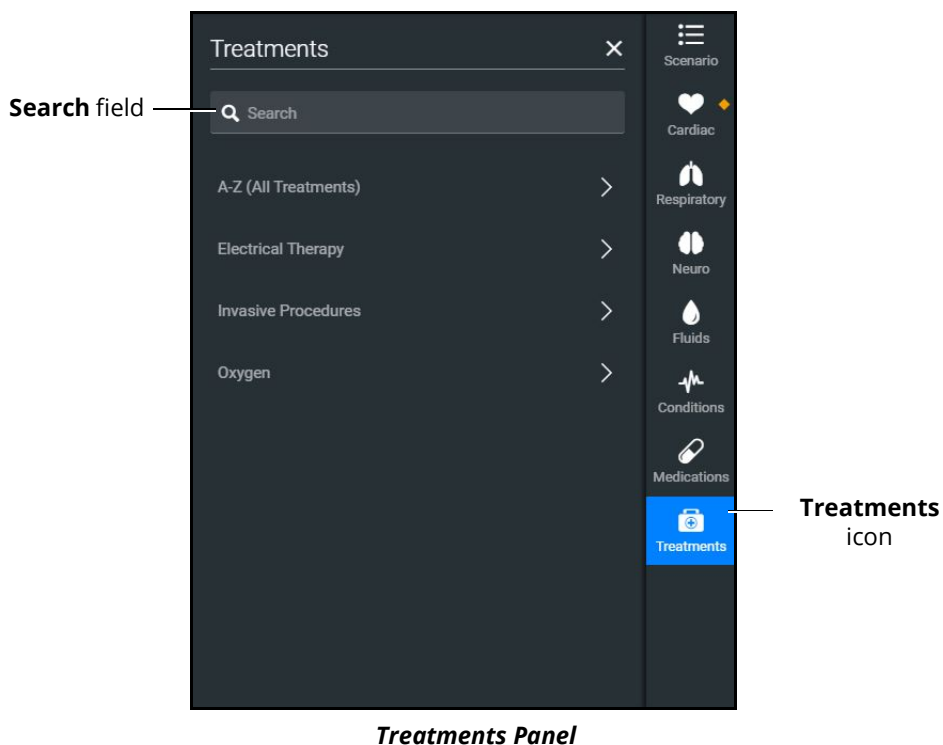 Treatments
Search field
Search
A-Z (All Treatments)
Electrical Therapy
Invasive Procedures
Oxygen
Scenario
Cardiac
Respiratory
Neuro
Fluids
Conditions
Medications
Treatments
Treatments
icon
Treatments Panel